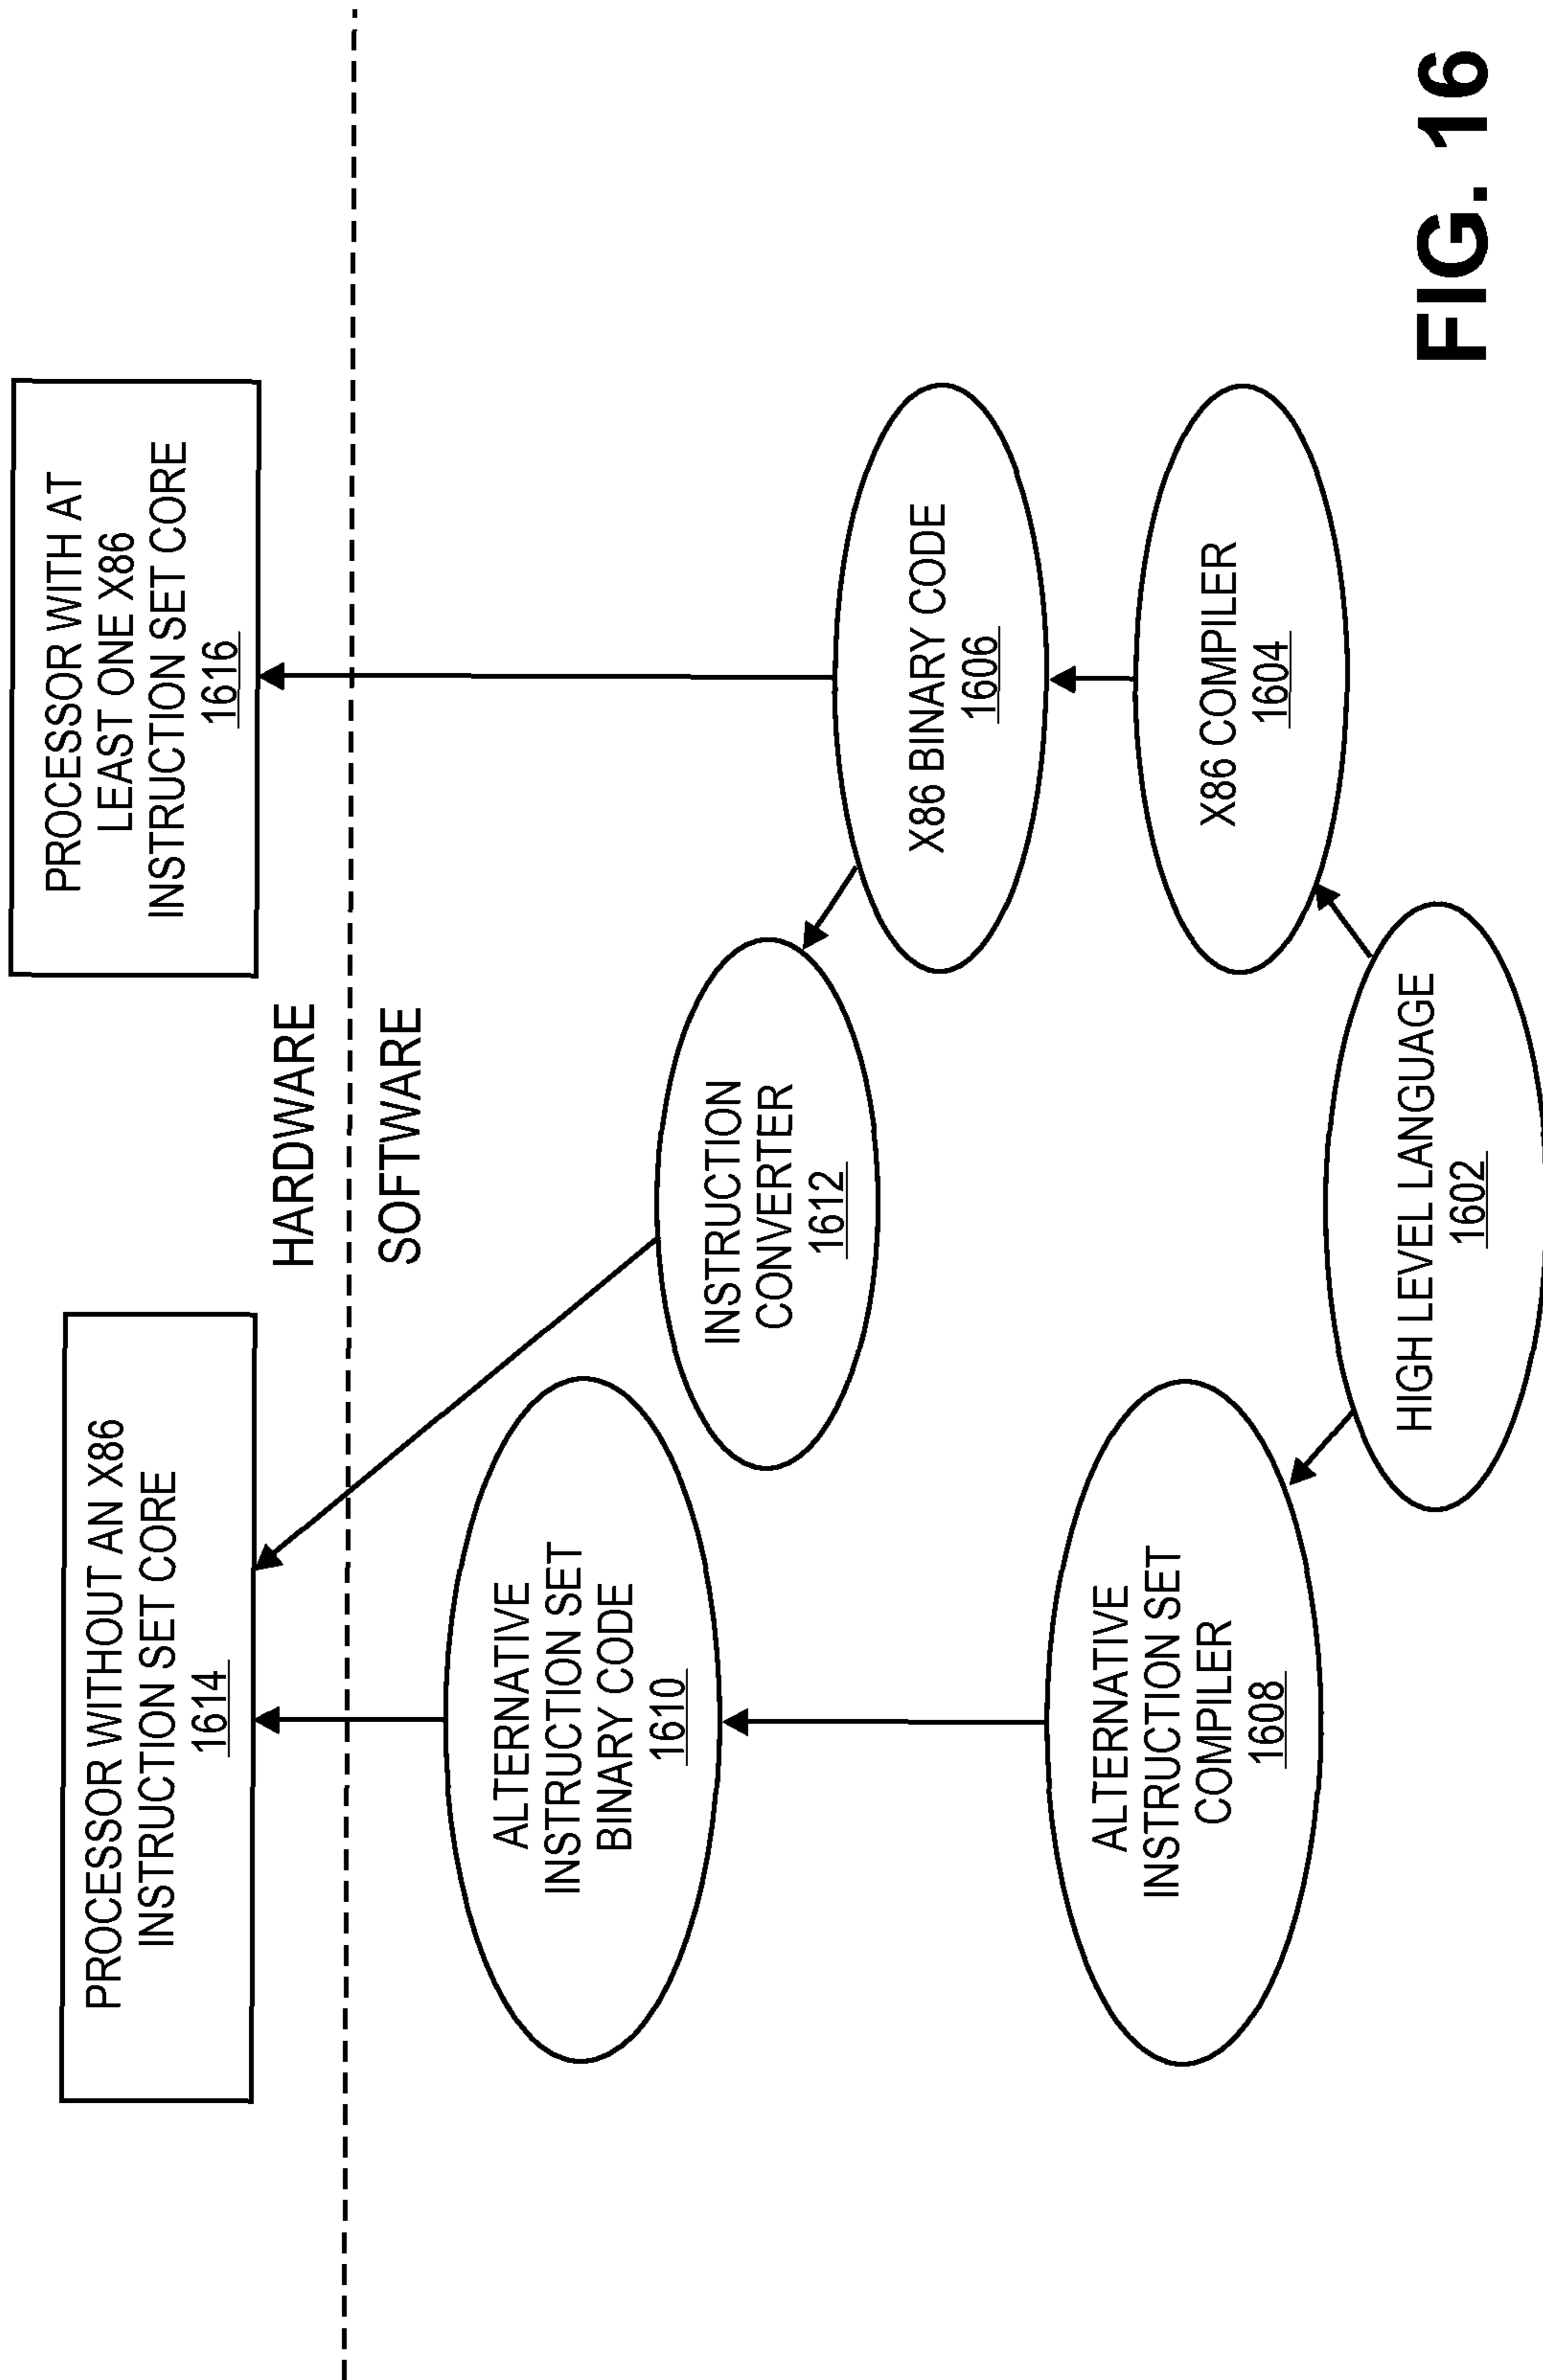 PROCESSOR WITHOUT AN X86
INSTRUCTION SET CORE
1614
PROCESSOR WITH AT
LEAST ONE X86
INSTRUCTION SET CORE
1616
HARDWARE
SOFTWARE
ALTERNATIVE
INSTRUCTION SET
BINARY CODE
1610
INSTRUCTION
CONVERTER
1612
X86 BINARY CODE
1606
ALTERNATIVE
INSTRUCTION SET
COMPILER
1608
X86 COMPILER
1604
HIGH LEVEL LANGUAGE
1602
FIG. 16